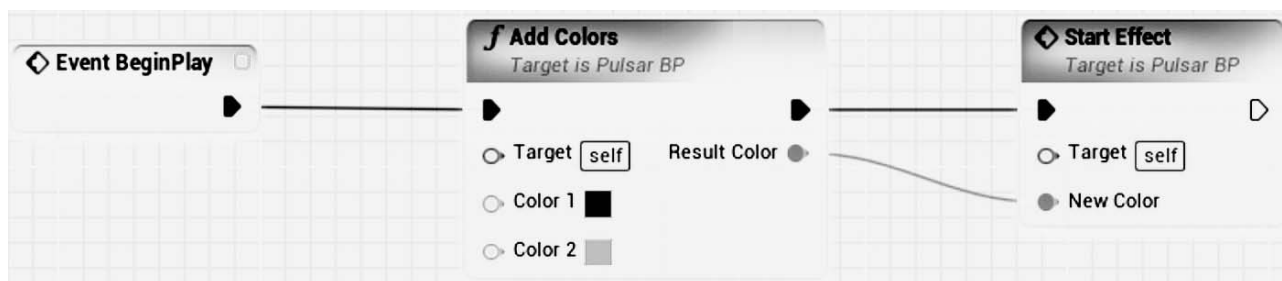 Event BeginPlay
f Add Colors
Target is Pulsar BP
Target self
Result Color
Color 1
Color 2
Start Effect
Target is Pulsar BP
Target self
New Color